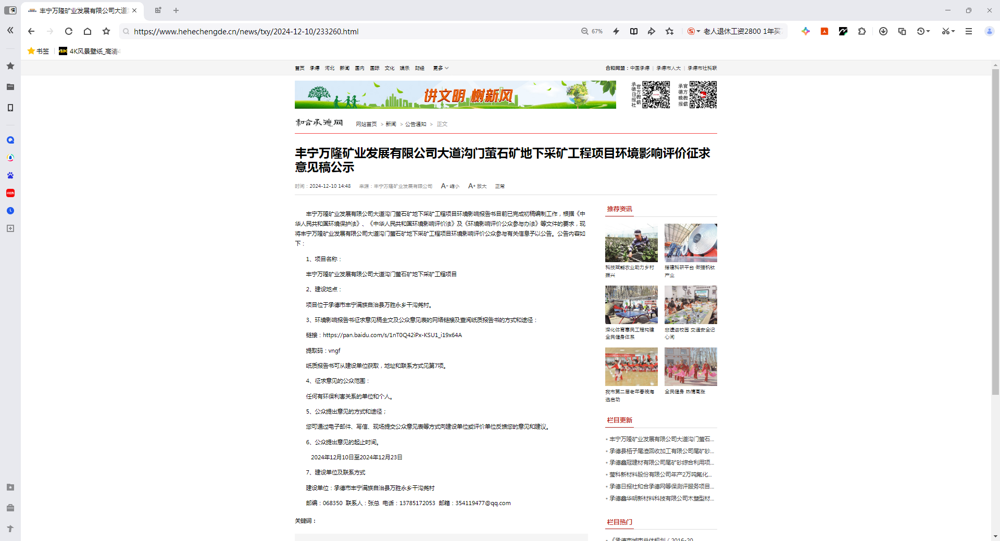 丰宁万隆矿业发展有限公司大道
https://www.hehechengde.cn/news/txy/2024-12-10/233260.html
67%
老人退休工资2800 1年买
书签
4K风景壁纸_高清4
首页 承德 河北 新闻 国内 国际 文化 娱乐 财经 更多
合和网盟：中国承德 | 承德市人大 | 承德市社科联
讲文明 树新风
承德日报社 官方微信
承德晚报 官方微信
和合承德网
网站首页 > 新闻 > 公告通知 > 正文
丰宁万隆矿业发展有限公司大道沟门萤石矿地下采矿工程项目环境影响评价征求
意见稿公示
时间：2024-12-10 14:48 来源：丰宁万隆矿业发展有限公司 A- 缩小 A+ 放大 正常
丰宁万隆矿业发展有限公司大道沟门萤石矿地下采矿工程项目环境影响报告书目前已完成初稿编制工作，根据《中
华人民共和国环境保护法》、《中华人民共和国环境影响评价法》及《环境影响评价公众参与办法》等文件的要求，现
将丰宁万隆矿业发展有限公司大道沟门萤石矿地下采矿工程项目环境影响评价公众参与有关信息予以公告。公告内容如
下：
1、项目名称：
丰宁万隆矿业发展有限公司大道沟门萤石矿地下采矿工程项目
2、建设地点：
项目位于承德市丰宁满族自治县万胜永乡干沟尧村。
3、环境影响报告书征求意见稿全文及公众意见表的网络链接及查阅纸质报告书的方式和途径：
链接：https://pan.baidu.com/s/1nT0Q42iPx-KSU1_i19x64A
提取码：vngf
纸质报告书可从建设单位获取，地址和联系方式见第7项。
4、征求意见的公众范围：
任何有环保利害关系的单位和个人。
5、公众提出意见的方式和途径；
您可通过电子邮件、写信、现场提交公众意见表等方式向建设单位或评价单位反馈您的意见和建议。
6、公众提出意见的起止时间。
2024年12月10日至2024年12月23日
7、建设单位及联系方式
建设单位：承德市丰宁满族自治县万胜永乡干沟尧村
邮编：068350 联系人：张总 电话：13785172053 邮箱：354119477@qq.com
关键词：
推荐资讯
科技赋能农业助力乡村
振兴
搭建科研平台 做强钒钛
产业
深化体育惠民工程构建
全民健身体系
非遗进校园 交通安全记
心间
我市第二届老年春晚海
选启动
全民健身 热情高涨
栏目更新
• 丰宁万隆矿业发展有限公司大道沟门萤石...
• 承德县栢子尾渣回收加工有限公司尾矿砂...
• 承德鑫冠建材有限公司尾矿砂综合利用项...
• 莹科新材料股份有限公司年产2万吨氟化...
• 承德日报社和合承德网等保测评服务项目...
• 承德鑫华明新材料科技有限公司木塑型材...
栏目热门
• 《承德市城市总体规划（2016-20